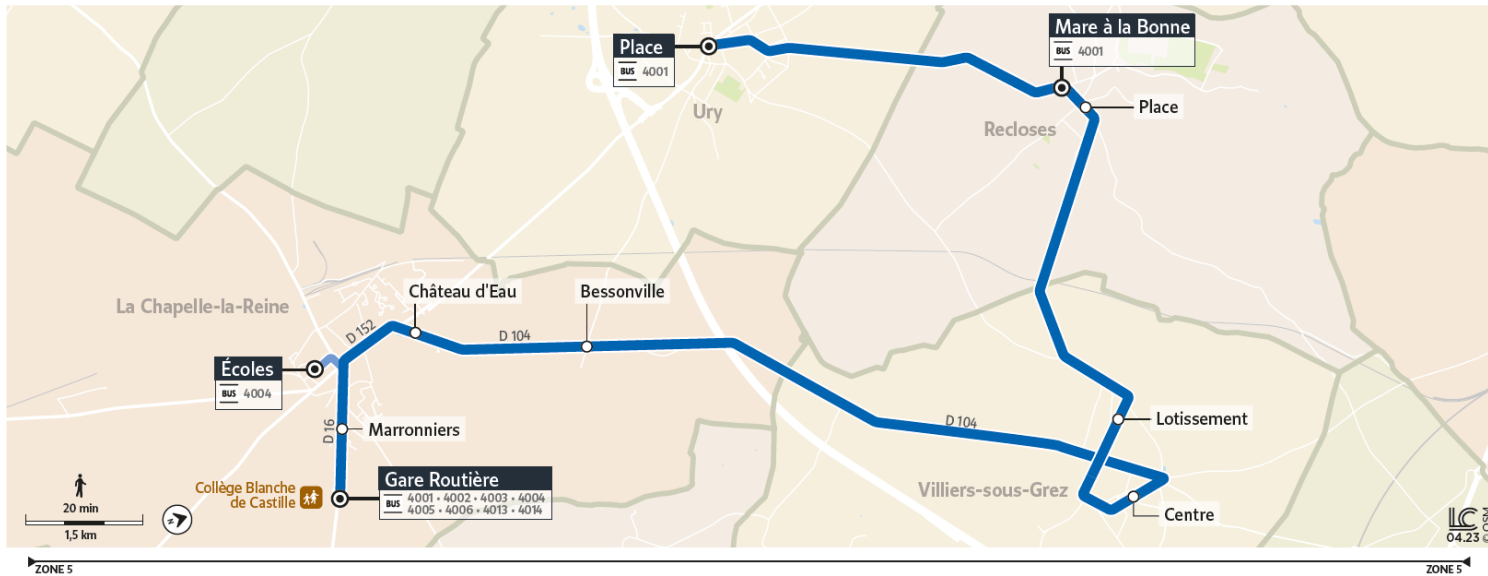 Place
BUS 4001
Mare à la Bonne
BUS 4001
Ury
Place
Recloses
La Chapelle-la-Reine
Château d'Eau
Bessonville
D 152
D 104
Écoles
BUS 4004
Marronniers
D 16
D 104
Lotissement
Gare Routière
BUS 4001 • 4002 • 4003 • 4004
4005 • 4006 • 4013 • 4014
Collège Blanche
de Castille
Villiers-sous-Grez
Centre
20 min
1,5 km
Z
LC
04.23
© OSM
ZONE 5
ZONE 5